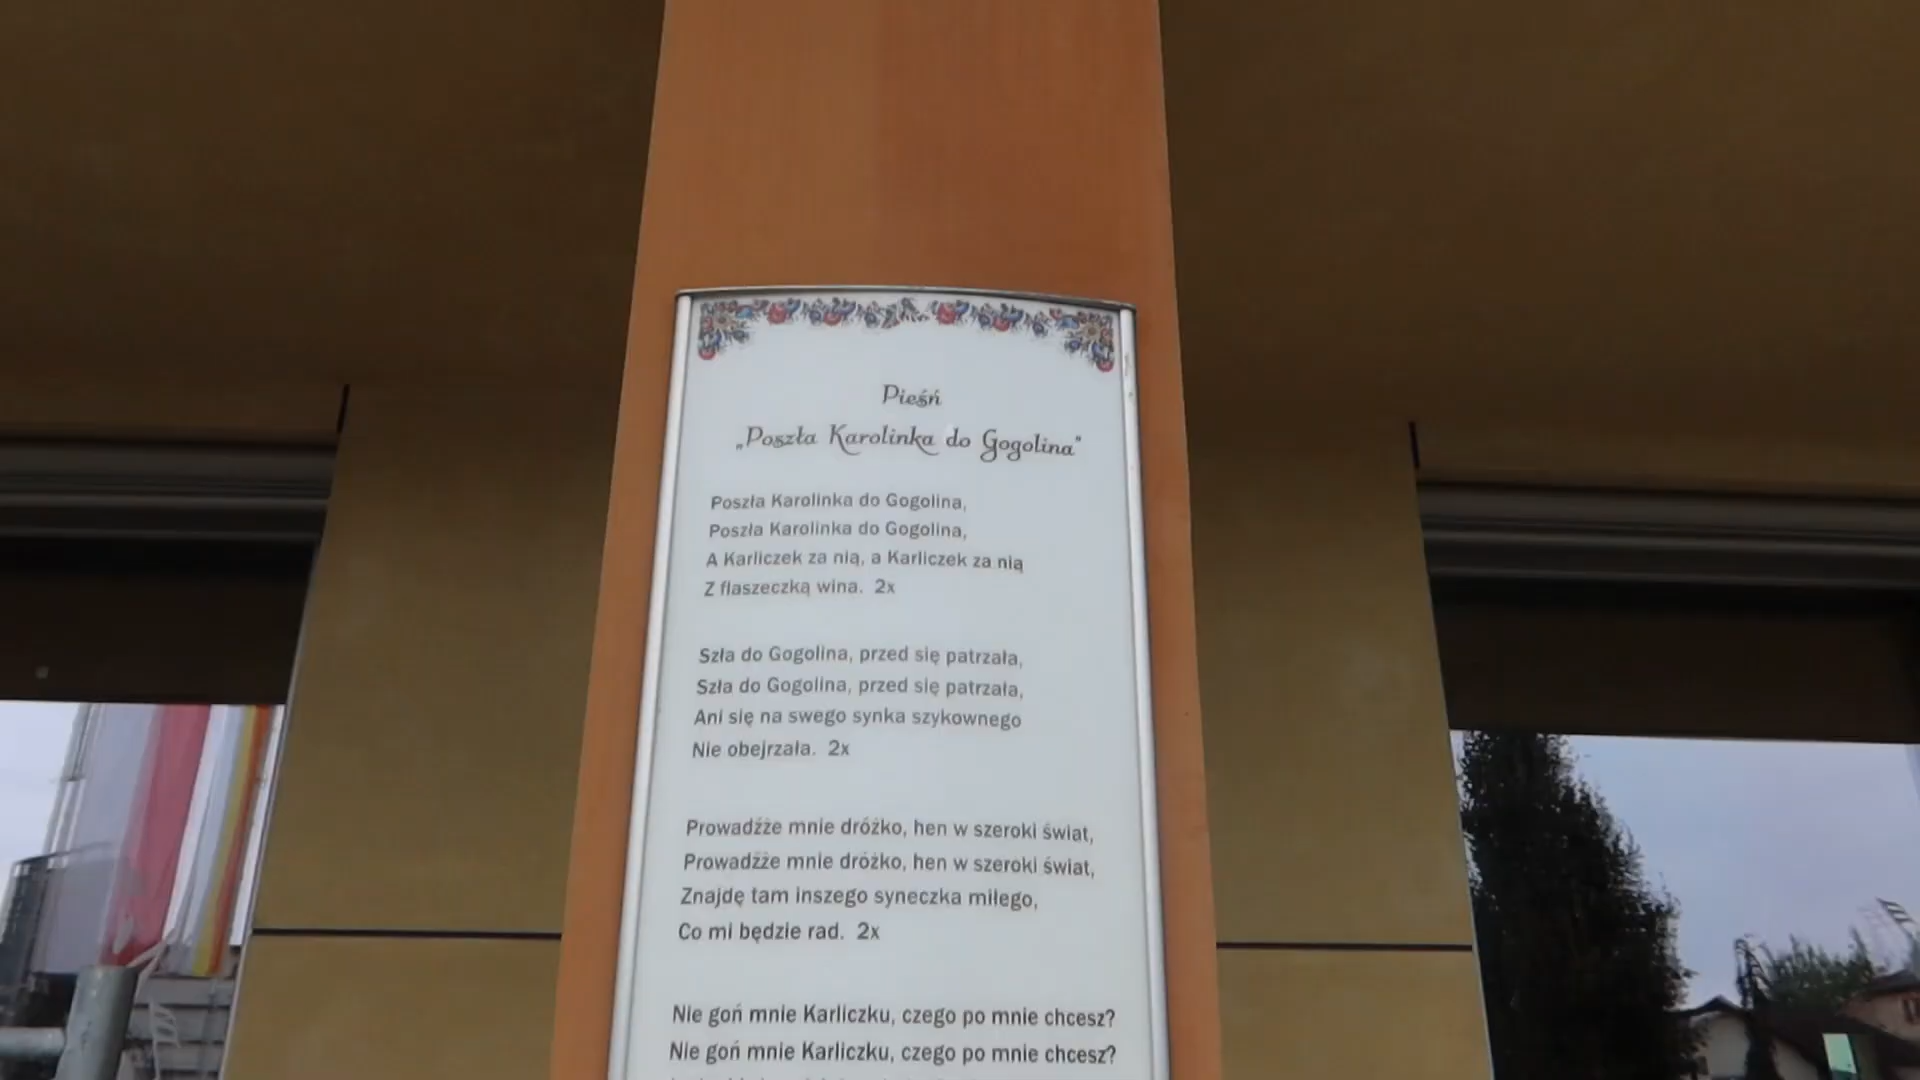 Pieśń
„Poszła Karolinka do Gogolina"
Poszła Karolinka do Gogolina,
Poszła Karolinka do Gogolina,
A Karliczek za nią, a Karliczek za nią
Z flaszeczką wina. 2x
Szła do Gogolina, przed się patrzała,
Szła do Gogolina, przed się patrzała,
Ani się na swego synka szykownego
Nie obejrzała. 2x
Prowadźże mnie dróżko, hen w szeroki świat,
Prowadźże mnie dróżko, hen w szeroki świat,
Znajdę tam inszego syneczka miłego,
Co mi będzie rad. 2x
Nie goń mnie Karliczku, czego po mnie chcesz?
Nie goń mnie Karliczku, czego po mnie chcesz?